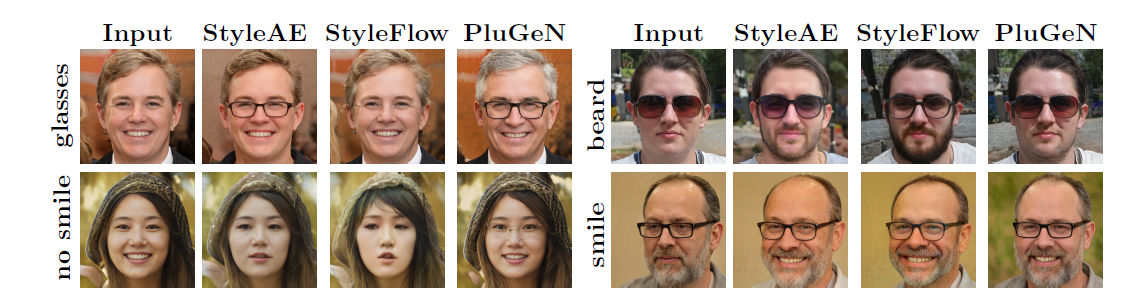 Input StyleAE StyleFlow PluGeN Input StyleAE StyleFlow PluGeN
glasses
beard
no smile
smile